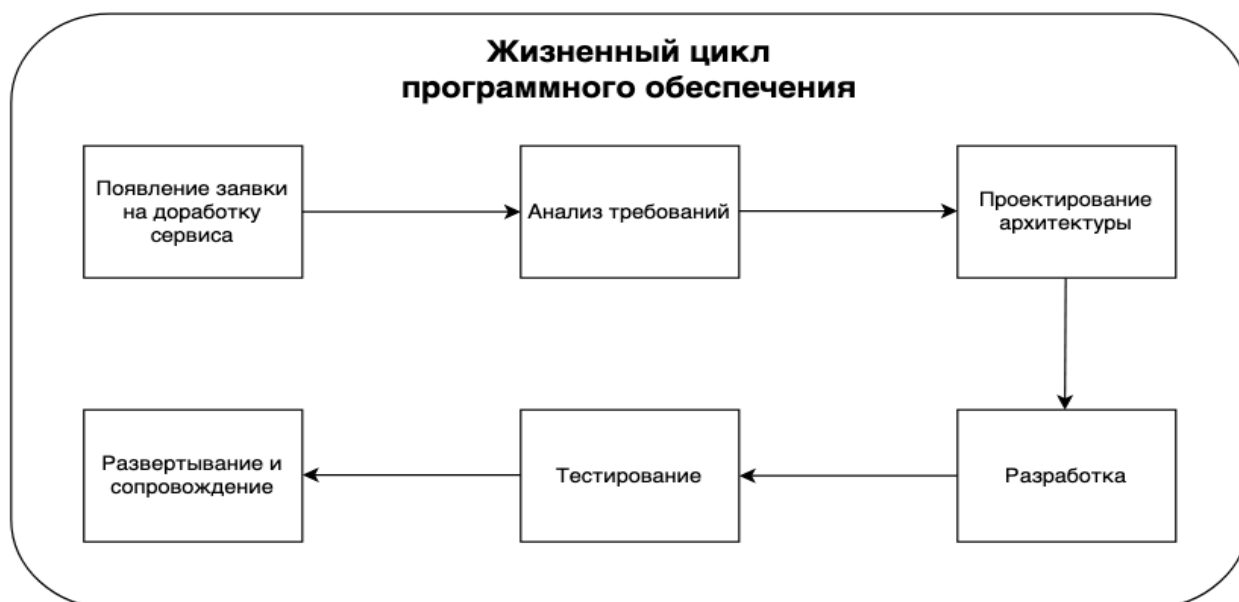 Жизненный цикл
программного обеспечения
Появление заявки
на доработку
сервиса
Анализ требований
Проектирование
архитектуры
Развертывание и
сопровождение
Тестирование
Разработка